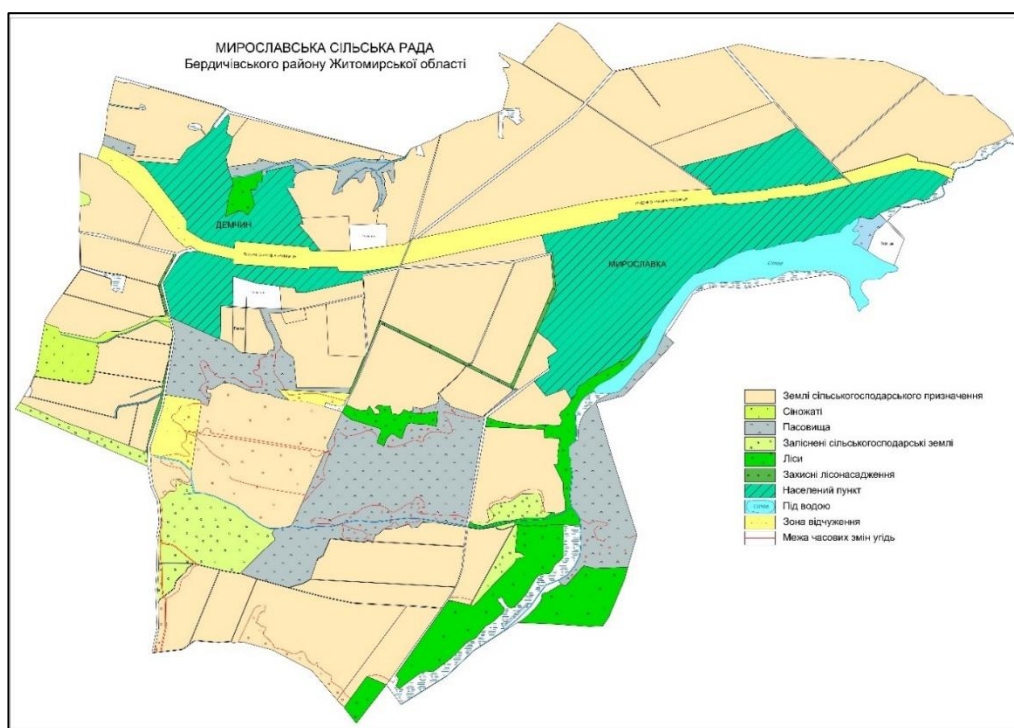 МИРОСЛАВСЬКА СІЛЬСЬКА РАДА
Бердичівського району Житомирської області
ДЕМЧИН
МИРОСЛАВКА
Землі сільськогосподарського призначення
Сіножаті
Пасовища
Заліснені сільськогосподарські землі
Ліси
Захисні лісонасадження
Населений пункт
Під водою
Зона відчуження
Межа часових змін угідь